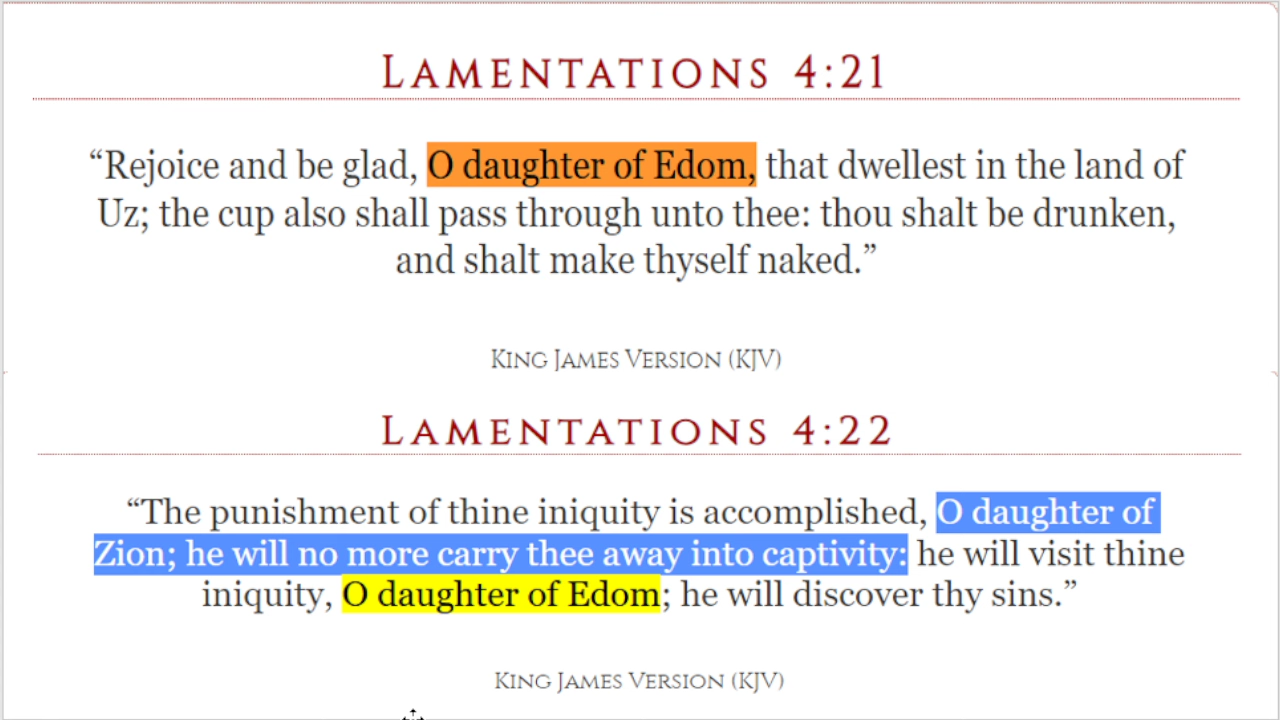 Lamentations 4:21
“Rejoice and be glad, O daughter of Edom, that dwellest in the land of
Uz; the cup also shall pass through unto thee: thou shalt be drunken,
and shalt make thyself naked.”
King James Version (KJV)
Lamentations 4:22
“The punishment of thine iniquity is accomplished, O daughter of
Zion; he will no more carry thee away into captivity: he will visit thine
iniquity, O daughter of Edom; he will discover thy sins.”
King James Version (KJV)